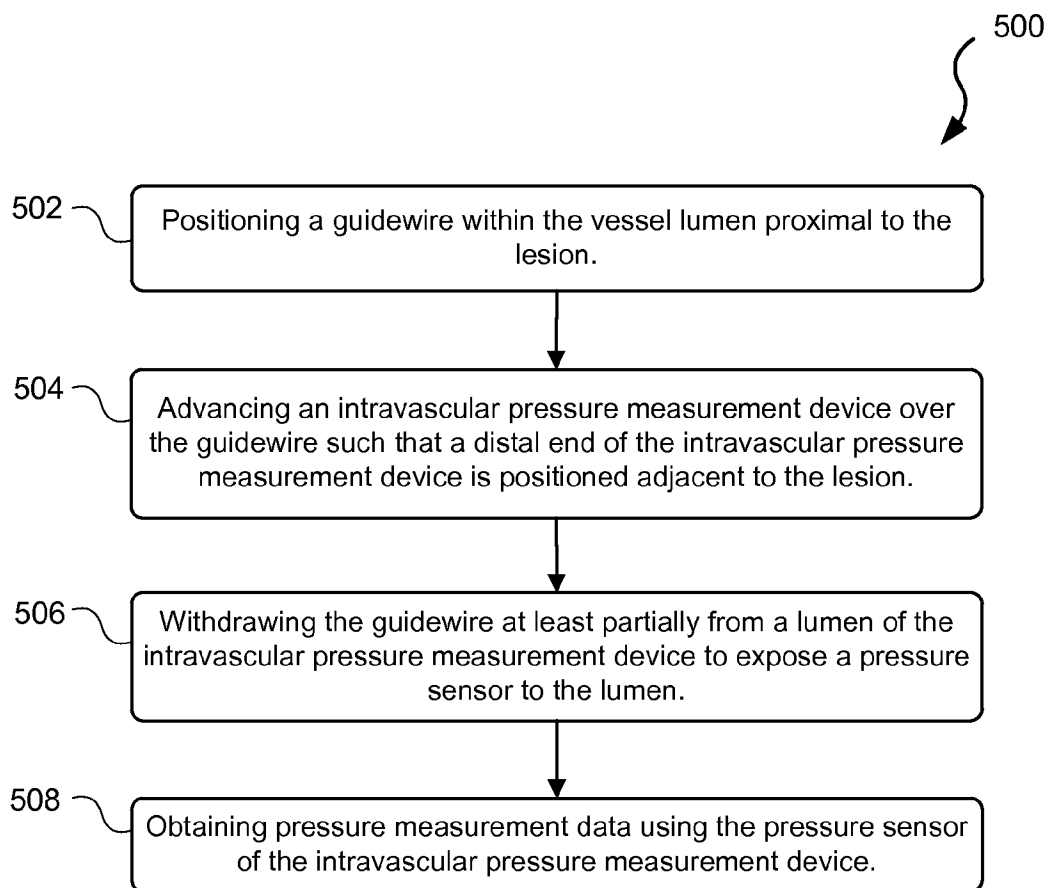 500
502
Positioning a guidewire within the vessel lumen proximal to the
lesion.
504
Advancing an intravascular pressure measurement device over
the guidewire such that a distal end of the intravascular pressure
measurement device is positioned adjacent to the lesion.
506
Withdrawing the guidewire at least partially from a lumen of the
intravascular pressure measurement device to expose a pressure
sensor to the lumen.
508
Obtaining pressure measurement data using the pressure sensor
of the intravascular pressure measurement device.